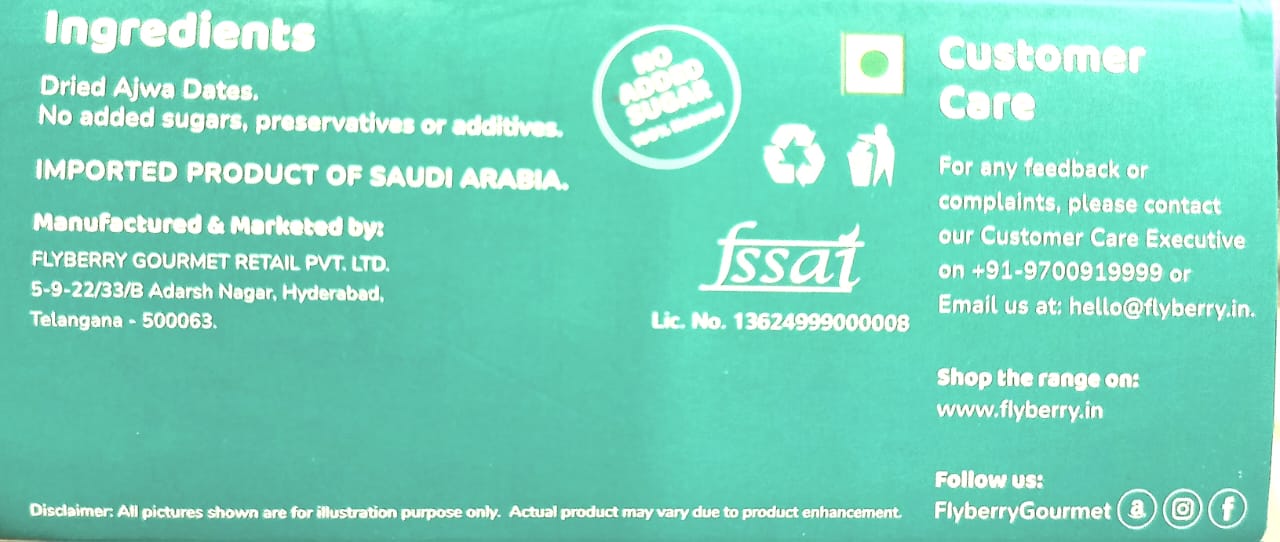 Ingredients
Dried Ajwa Dates.
No added sugars, preservatives or additives.
IMPORTED PRODUCT OF SAUDI ARABIA.
Manufactured & Marketed by:
FLYBERRY GOURMET RETAIL PVT. LTD.
5-9-22/33/B Adarsh Nagar, Hyderabad,
Telangana - 500063.
NO
ADDED
SUGAR
100% Natural
fssai
Lic. No. 13624999000008
Customer
Care
For any feedback or
complaints, please contact
our Customer Care Executive
on +91-9700919999 or
Email us at: hello@flyberry.in.
Shop the range on:
www.flyberry.in
Follow us:
FlyberryGourmet a f
Disclaimer: All pictures shown are for illustration purpose only. Actual product may vary due to product enhancement.